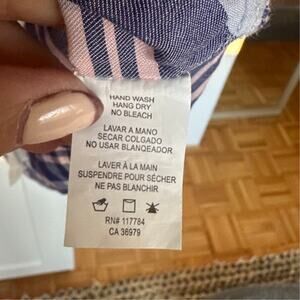 HAND WASH
HANG DRY
NO BLEACH
LAVAR A MANO
SECAR COLGADO
NO USAR BLANQEADOR
LAVER À LA MAIN
SUSPENDRE POUR SÉCHER
NE PAS BLANCHIR
RN# 117784
CA 36979